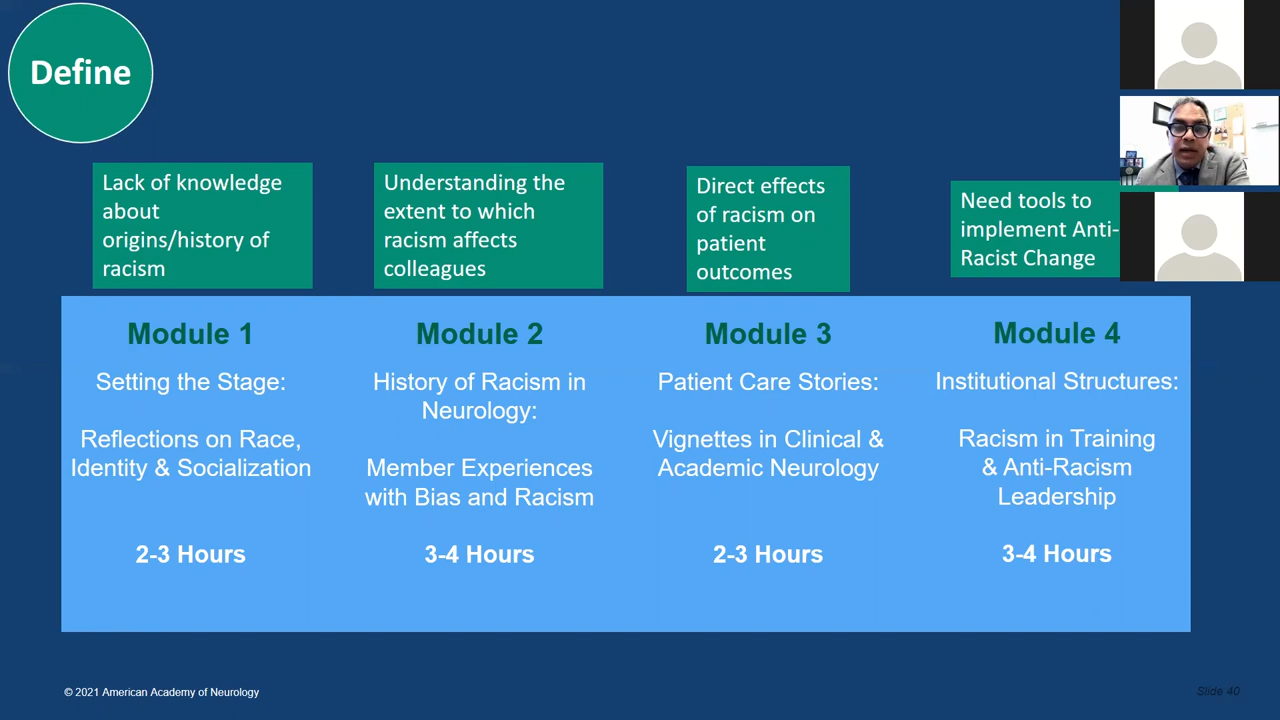 Define
Lack of knowledge
about
origins/history of
racism
Understanding the
extent to which
racism affects
colleagues
Direct effects
of racism on
patient
outcomes
Need tools to
implement Anti-
Racist Change
Module 1
Setting the Stage:
Reflections on Race,
Identity & Socialization
2-3 Hours
Module 2
History of Racism in
Neurology:
Member Experiences
with Bias and Racism
3-4 Hours
Module 3
Patient Care Stories:
Vignettes in Clinical &
Academic Neurology
2-3 Hours
Module 4
Institutional Structures:
Racism in Training
& Anti-Racism
Leadership
3-4 Hours
© 2021 American Academy of Neurology
Slide 40